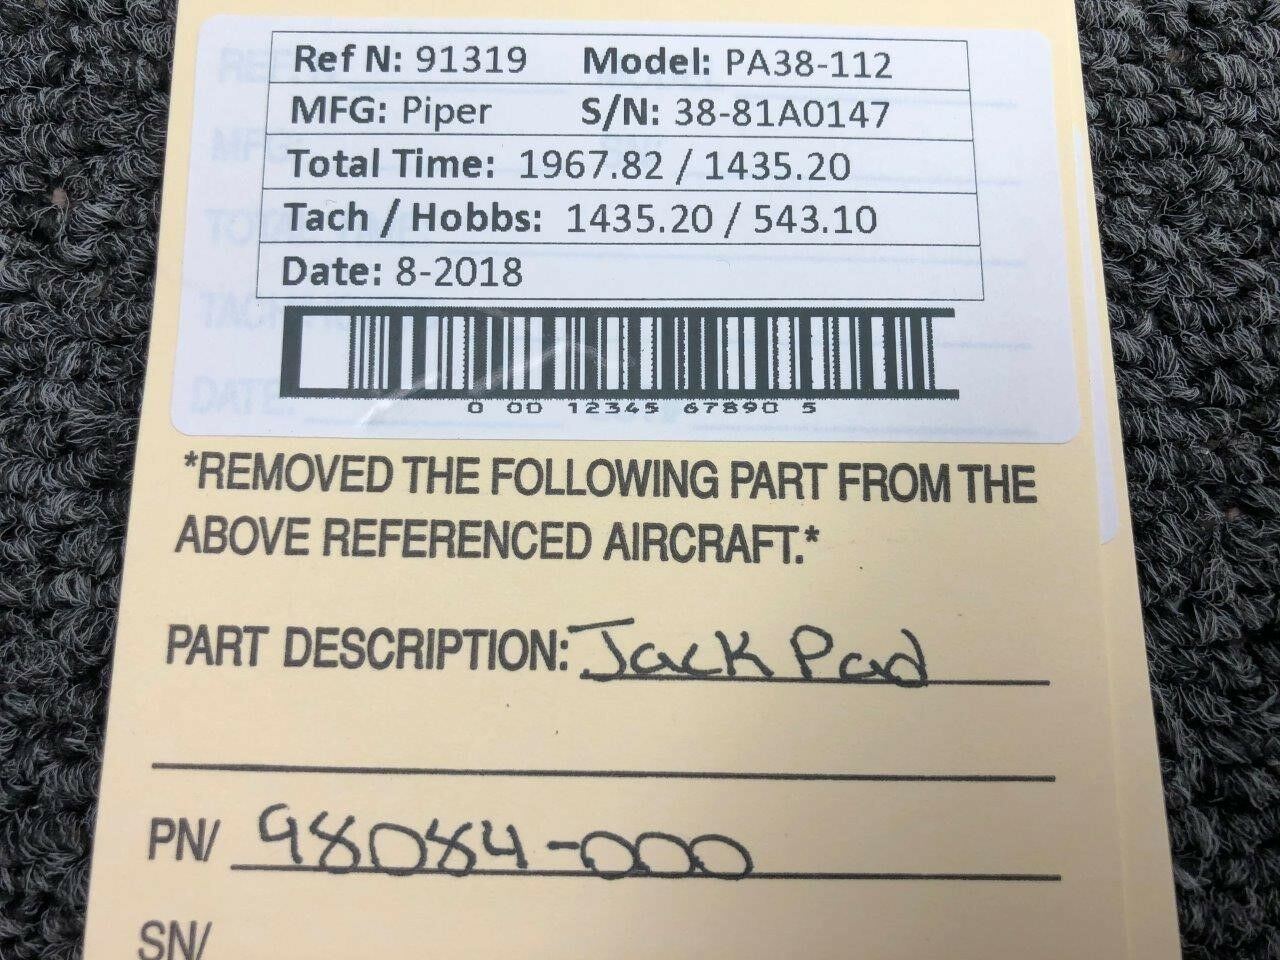 Ref N: 91319 Model: PA38-112
MFG: Piper S/N: 38-81A0147
Total Time: 1967.82 / 1435.20
Tach / Hobbs: 1435.20 / 543.10
Date: 8-2018
0 00 12345 67890 5
*REMOVED THE FOLLOWING PART FROM THE
ABOVE REFERENCED AIRCRAFT.*
PART DESCRIPTION: Jack Pad
PN/ 98084-000
SN/